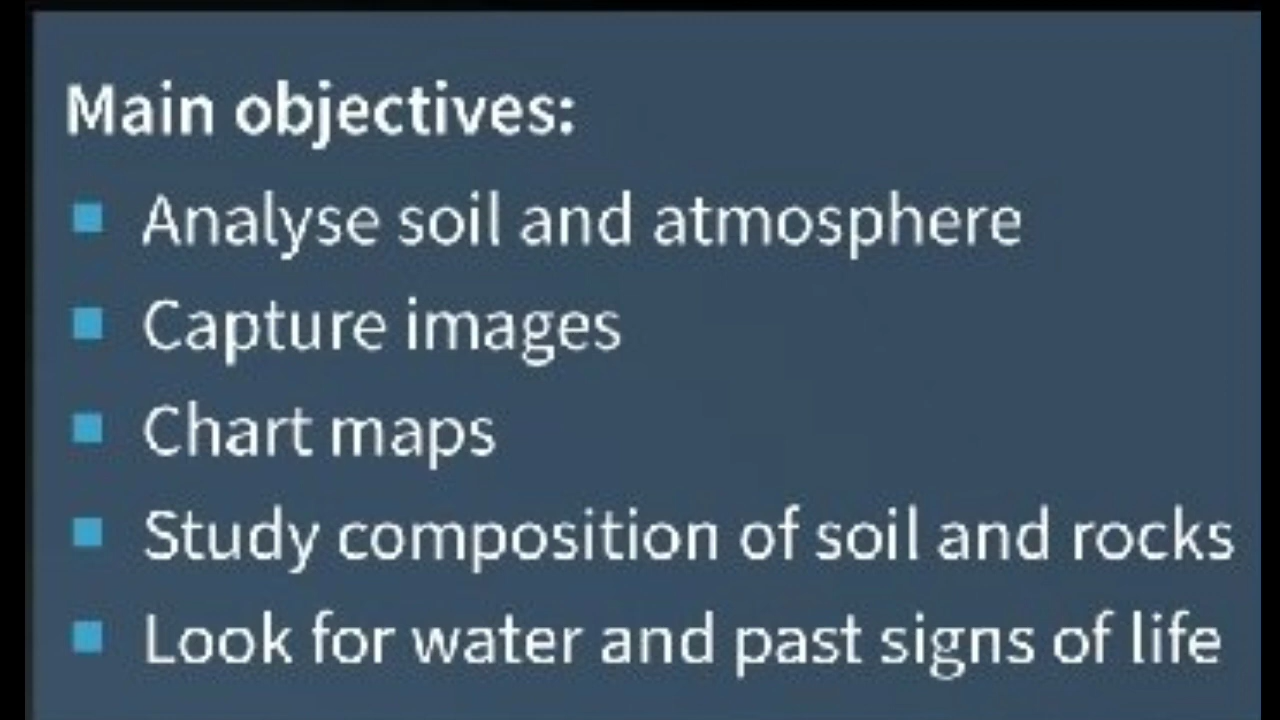 Main objectives:
Analyse soil and atmosphere
Capture images
Chart maps
Study composition of soil and rocks
Look for water and past signs of life